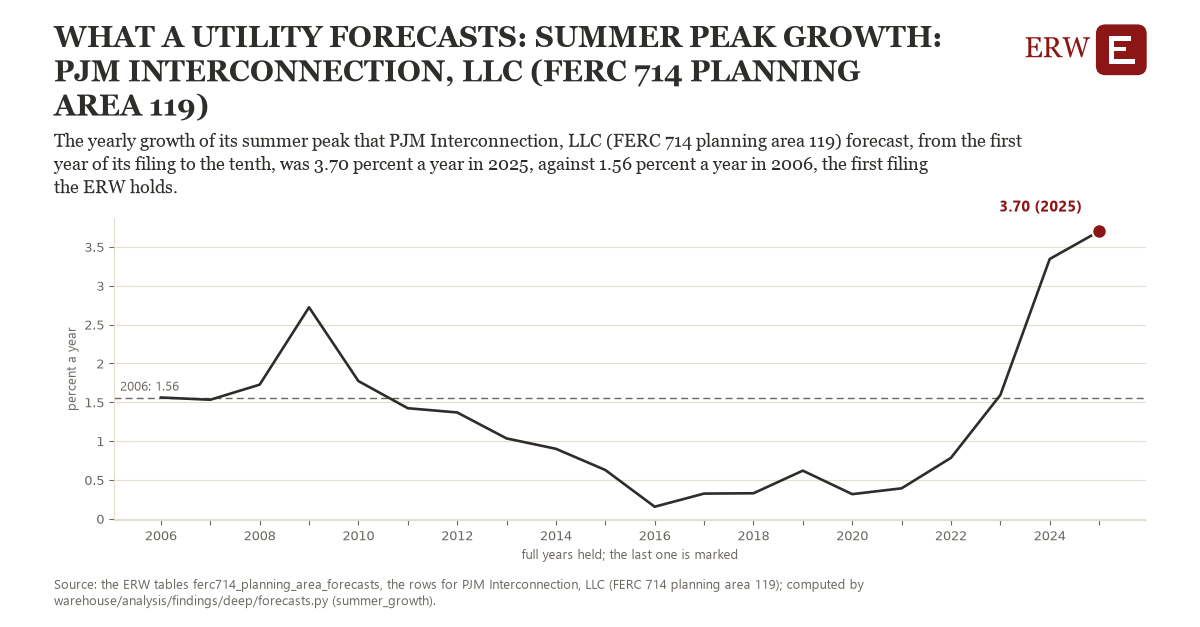 WHAT A UTILITY FORECASTS: SUMMER PEAK GROWTH:
PJM INTERCONNECTION, LLC (FERC 714 PLANNING
AREA 119)
ERW E
The yearly growth of its summer peak that PJM Interconnection, LLC (FERC 714 planning area 119) forecast, from the first
year of its filing to the tenth, was 3.70 percent a year in 2025, against 1.56 percent a year in 2006, the first filing
the ERW holds.
3.70 (2025)
3.5
3
2.5
2
1.5
1
0.5
0
percent a year
2006: 1.56
2006 2008 2010 2012 2014 2016 2018 2020 2022 2024
full years held; the last one is marked
Source: the ERW tables ferc714_planning_area_forecasts, the rows for PJM Interconnection, LLC (FERC 714 planning area 119); computed by
warehouse/analysis/findings/deep/forecasts.py (summer_growth).